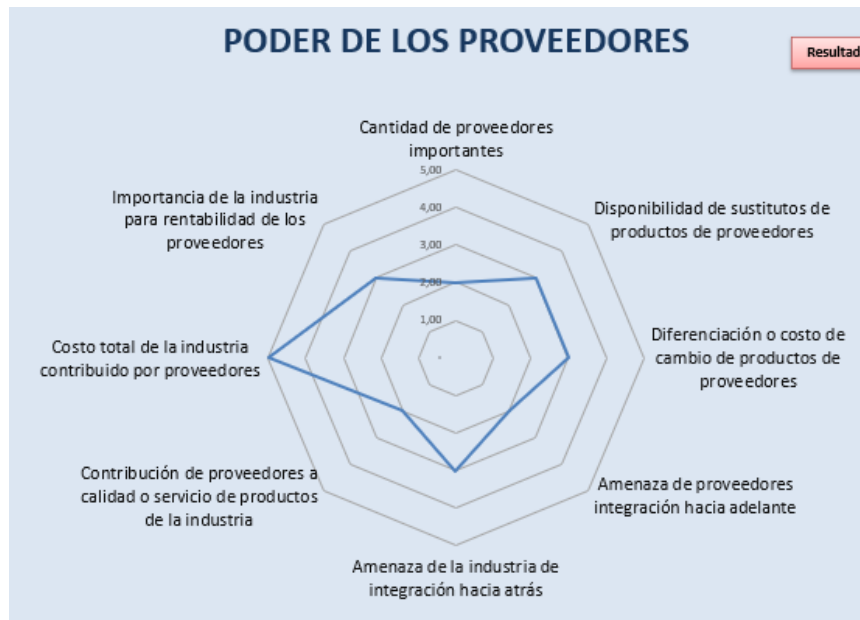 PODER DE LOS PROVEEDORES
Resultad
Cantidad de proveedores
importantes
5,00
4,00
3,00
2,00
1,00
-
Disponibilidad de sustitutos de
productos de proveedores
Diferenciación o costo de
cambio de productos de
proveedores
Amenaza de proveedores
integración hacia adelante
Amenaza de la industria de
integración hacia atrás
Contribución de proveedores a
calidad o servicio de productos
de la industria
Costo total de la industria
contribuido por proveedores
Importancia de la industria
para rentabilidad de los
proveedores